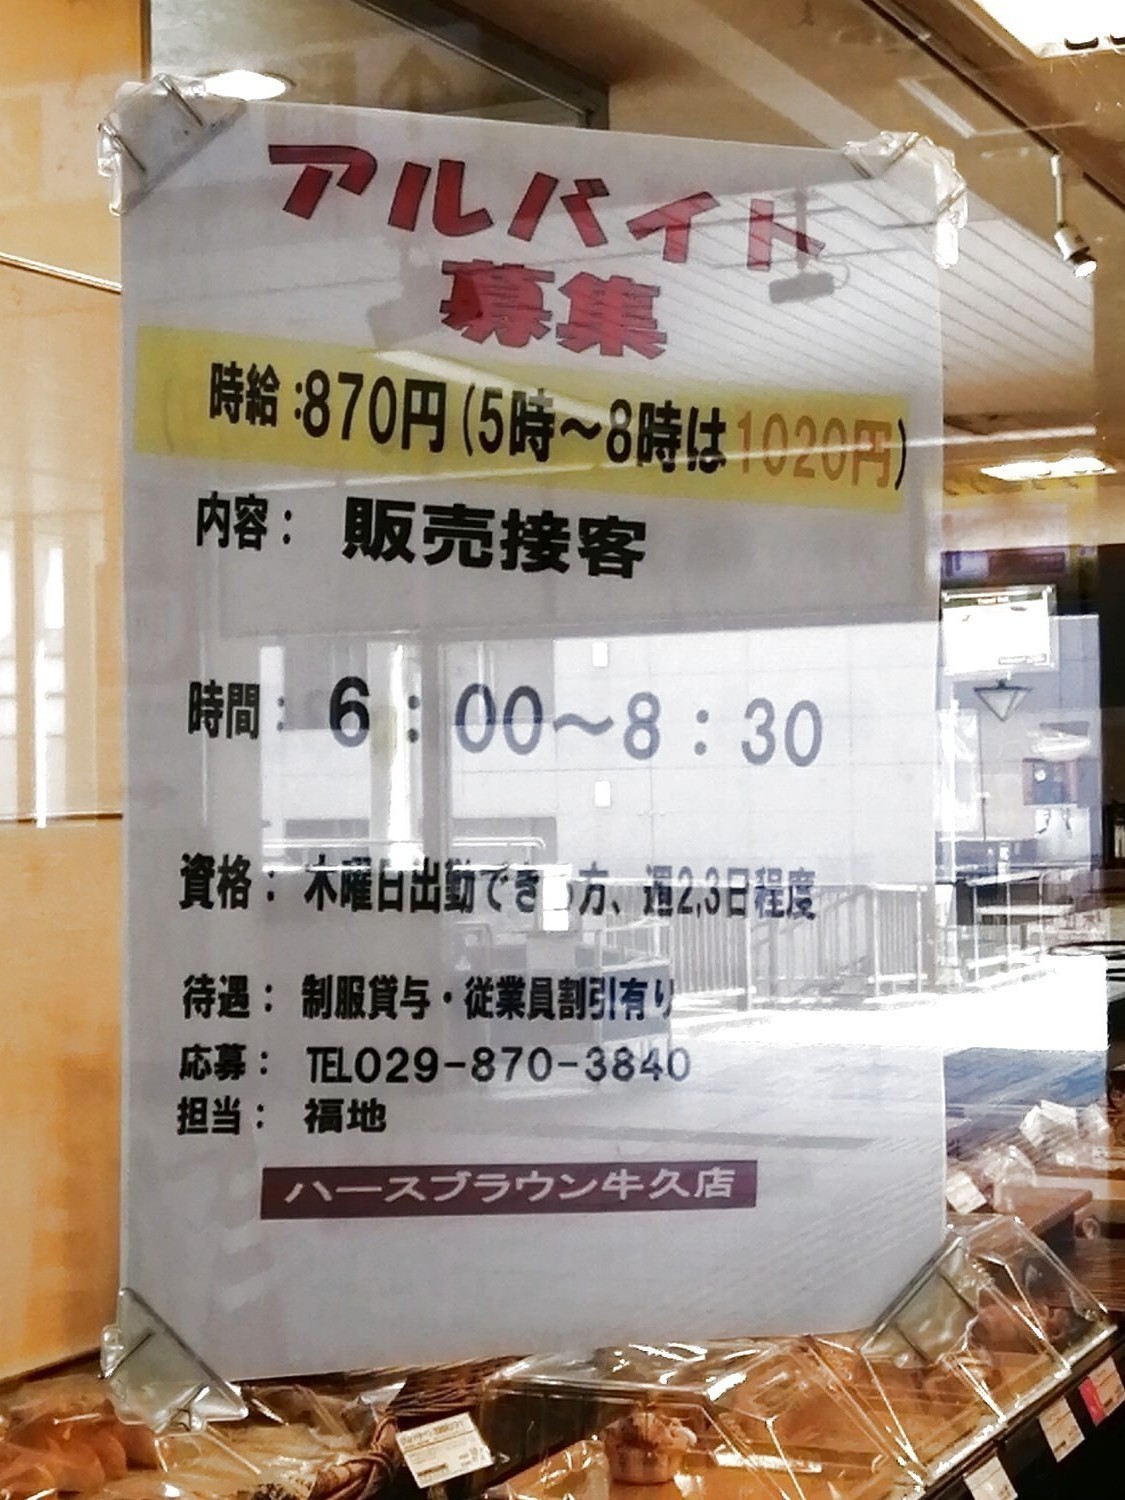 アルバイト
募集
時給:870円(5時～8時は1020円)
内容： 販売接客
時間： 6：00～8：30
資格： 木曜日出勤できる方、週2,3日程度
待遇： 制服貸与・従業員割引有り
応募： TEL029-870-3840
担当： 福地
ハースブラウン牛久店